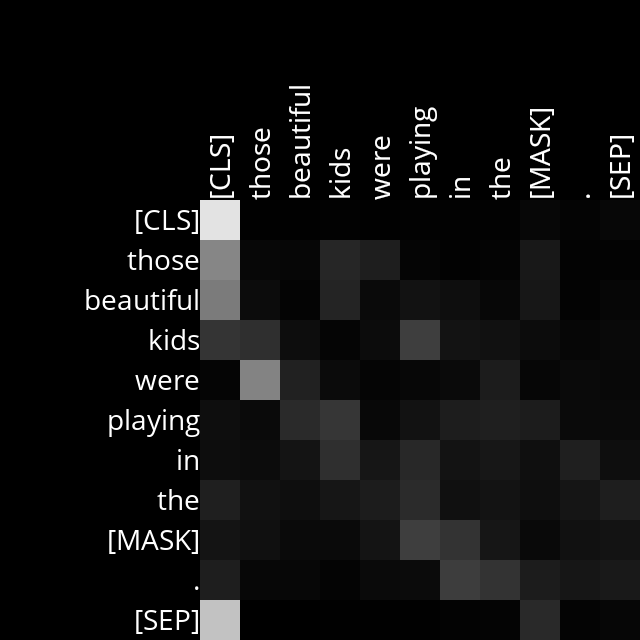 [CLS] those beautiful kids were playing in the [MASK] . [SEP]
[CLS]
those
beautiful
kids
were
playing
in
the
[MASK]
.
[SEP]